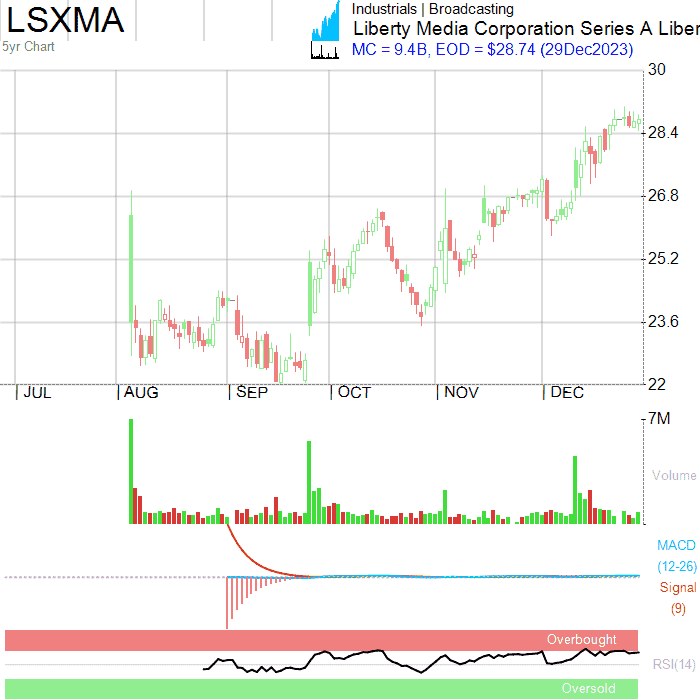 LSXMA
5yr Chart
Industrials | Broadcasting
Liberty Media Corporation Series A Liber
MC = 9.4B, EOD = $28.74 (29Dec2023)
30
28.4
26.8
25.2
23.6
22
JUL AUG SEP OCT NOV DEC
7M
Volume
MACD
(12-26)
Signal
(9)
Overbought
RSI(14)
Oversold